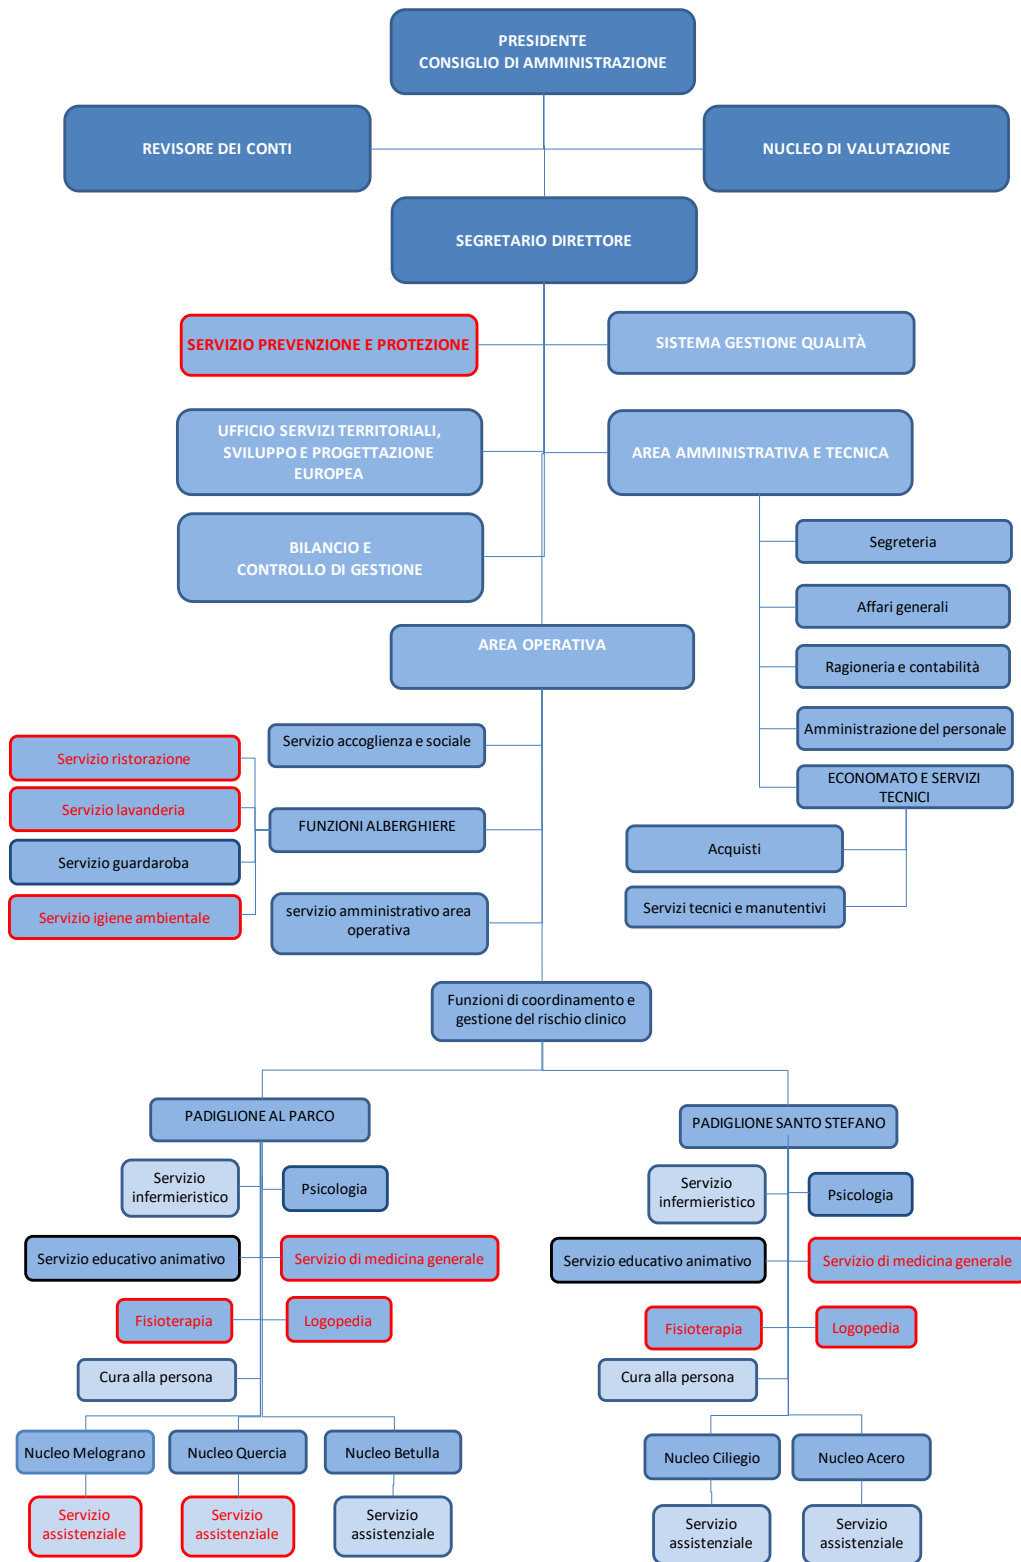 PRESIDENTE
CONSIGLIO DI AMMINISTRAZIONE
REVISORE DEI CONTI
NUCLEO DI VALUTAZIONE
SEGRETARIO DIRETTORE
SERVIZIO PREVENZIONE E PROTEZIONE
SISTEMA GESTIONE QUALITÀ
UFFICIO SERVIZI TERRITORIALI,
SVILUPPO E PROGETTAZIONE
EUROPEA
AREA AMMINISTRATIVA E TECNICA
BILANCIO E
CONTROLLO DI GESTIONE
Segreteria
Affari generali
Ragioneria e contabilità
Amministrazione del personale
ECONOMATO E SERVIZI
TECNICI
Acquisti
Servizi tecnici e manutentivi
AREA OPERATIVA
Servizio accoglienza e sociale
FUNZIONI ALBERGHIERE
Servizio ristorazione
Servizio lavanderia
Servizio guardaroba
Servizio igiene ambientale
servizio amministrativo area
operativa
Funzioni di coordinamento e
gestione del rischio clinico
PADIGLIONE AL PARCO
Servizio
infermieristico
Psicologia
Servizio educativo animativo
Servizio di medicina generale
Fisioterapia
Logopedia
Cura alla persona
Nucleo Melograno
Nucleo Quercia
Nucleo Betulla
Servizio
assistenziale
Servizio
assistenziale
Servizio
assistenziale
PADIGLIONE SANTO STEFANO
Servizio
infermieristico
Psicologia
Servizio educativo animativo
Servizio di medicina generale
Fisioterapia
Logopedia
Cura alla persona
Nucleo Ciliegio
Nucleo Acero
Servizio
assistenziale
Servizio
assistenziale